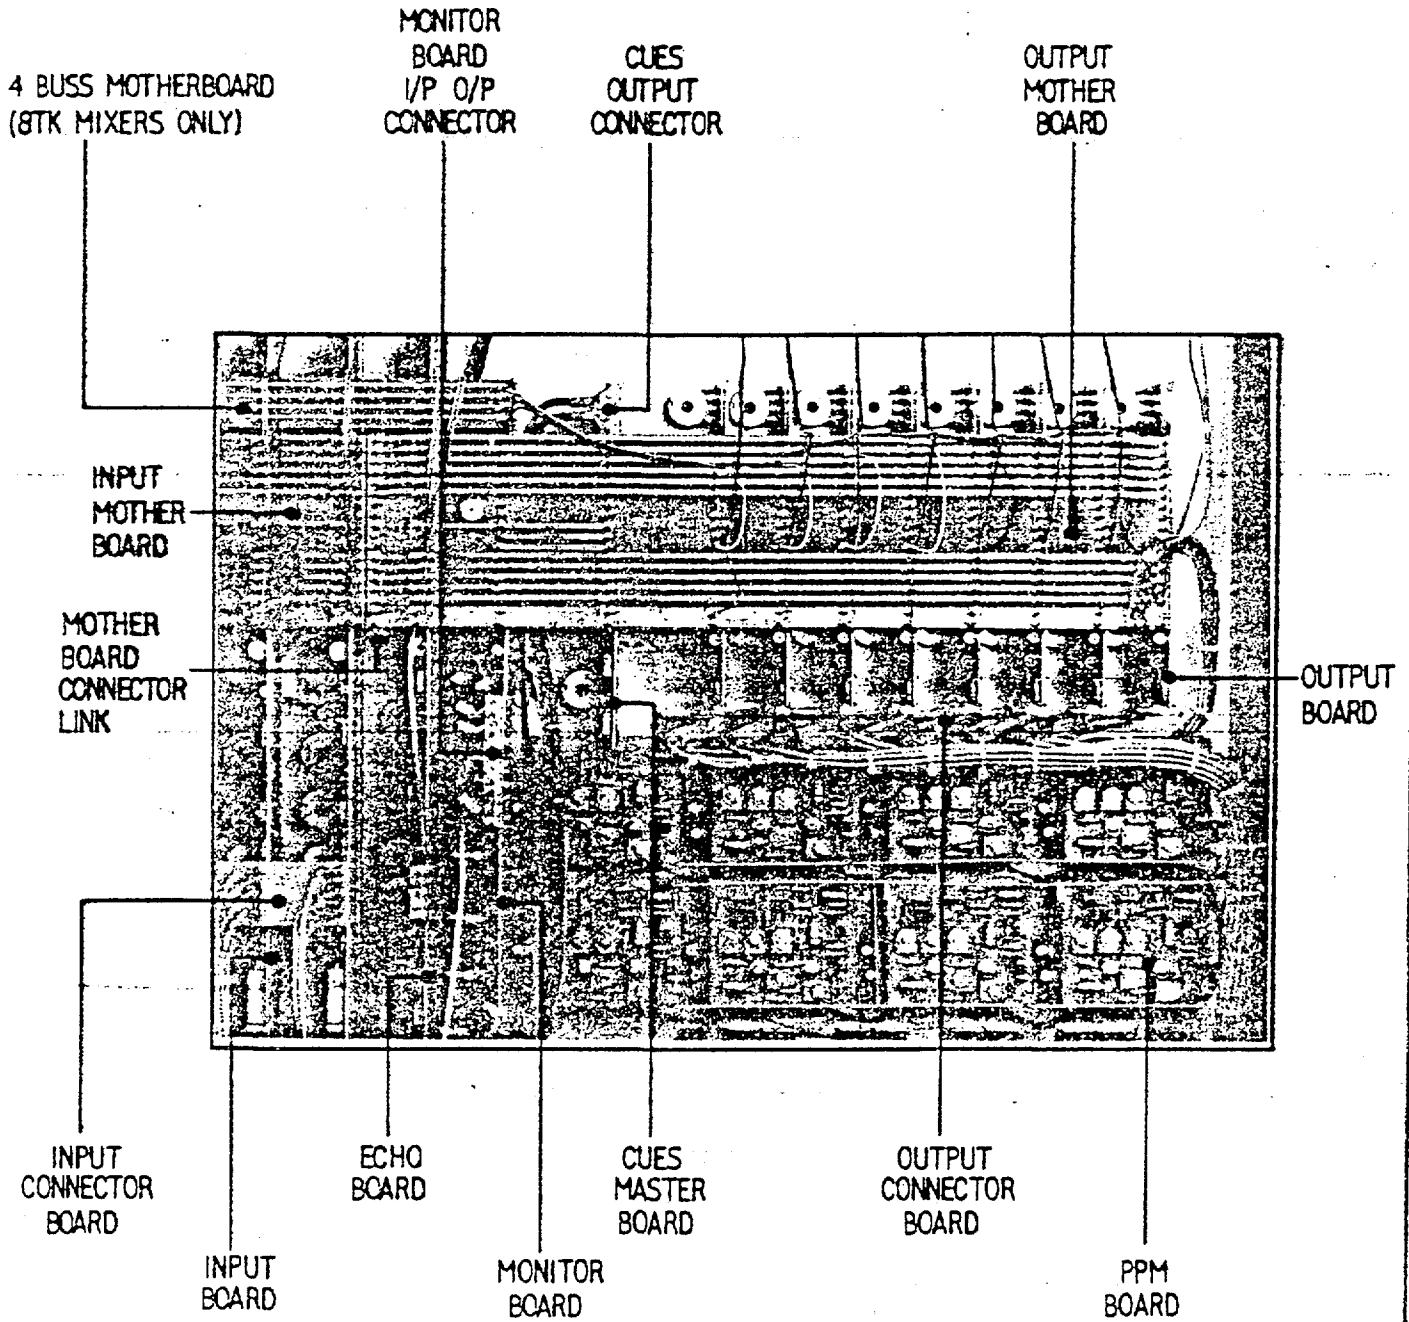 4 BUSS MOTHERBOARD
(8TK MIXERS ONLY)
MONITOR
BOARD
I/P O/P
CONNECTOR
CUES
OUTPUT
CONNECTOR
OUTPUT
MOTHER
BOARD
INPUT
MOTHER
BOARD
MOTHER
BOARD
CONNECTOR
LINK
OUTPUT
BOARD
INPUT
CONNECTOR
BOARD
INPUT
BOARD
ECHO
BOARD
MONITOR
BOARD
CUES
MASTER
BOARD
OUTPUT
CONNECTOR
BOARD
PPM
BOARD